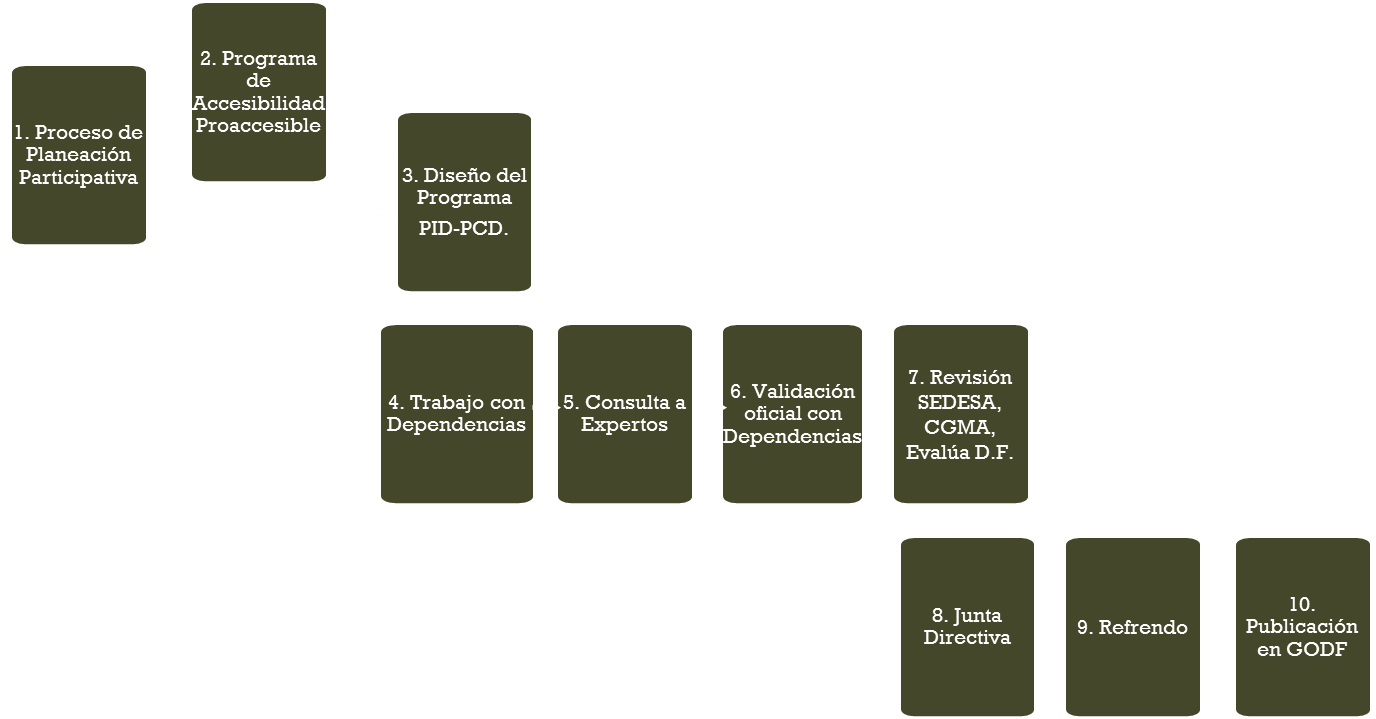 1. Proceso de
Planeación
Participativa
2. Programa
de
Accesibilidad
Proaccesible
3. Diseño del
Programa
PID-PCD.
4. Trabajo con
Dependencias
5. Consulta a
Expertos
6. Validación
oficial con
Dependencias
7. Revisión
SEDESA,
CGMA,
Evalúa D.F.
8. Junta
Directiva
9. Refrendo
10.
Publicación
en GODF